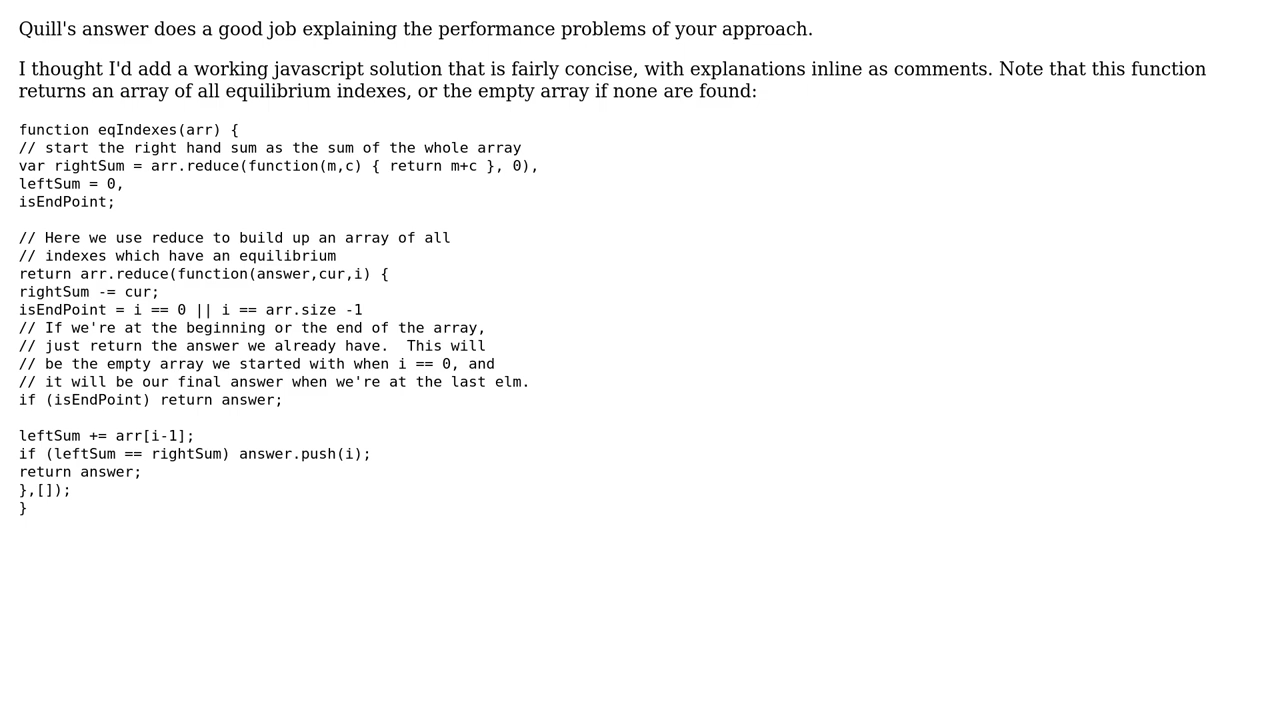 Quill's answer does a good job explaining the performance problems of your approach.
I thought I'd add a working javascript solution that is fairly concise, with explanations inline as comments. Note that this function
returns an array of all equilibrium indexes, or the empty array if none are found:
function eqIndexes(arr) {
// start the right hand sum as the sum of the whole array
var rightSum = arr.reduce(function(m,c) { return m+c }, 0),
leftSum = 0,
isEndPoint;
// Here we use reduce to build up an array of all
// indexes which have an equilibrium
return arr.reduce(function(answer,cur,i) {
rightSum -= cur;
isEndPoint = i == 0 || i == arr.size -1
// If we're at the beginning or the end of the array,
// just return the answer we already have.  This will
// be the empty array we started with when i == 0, and
// it will be our final answer when we're at the last elm.
if (isEndPoint) return answer;
leftSum += arr[i-1];
if (leftSum == rightSum) answer.push(i);
return answer;
},[]);
}